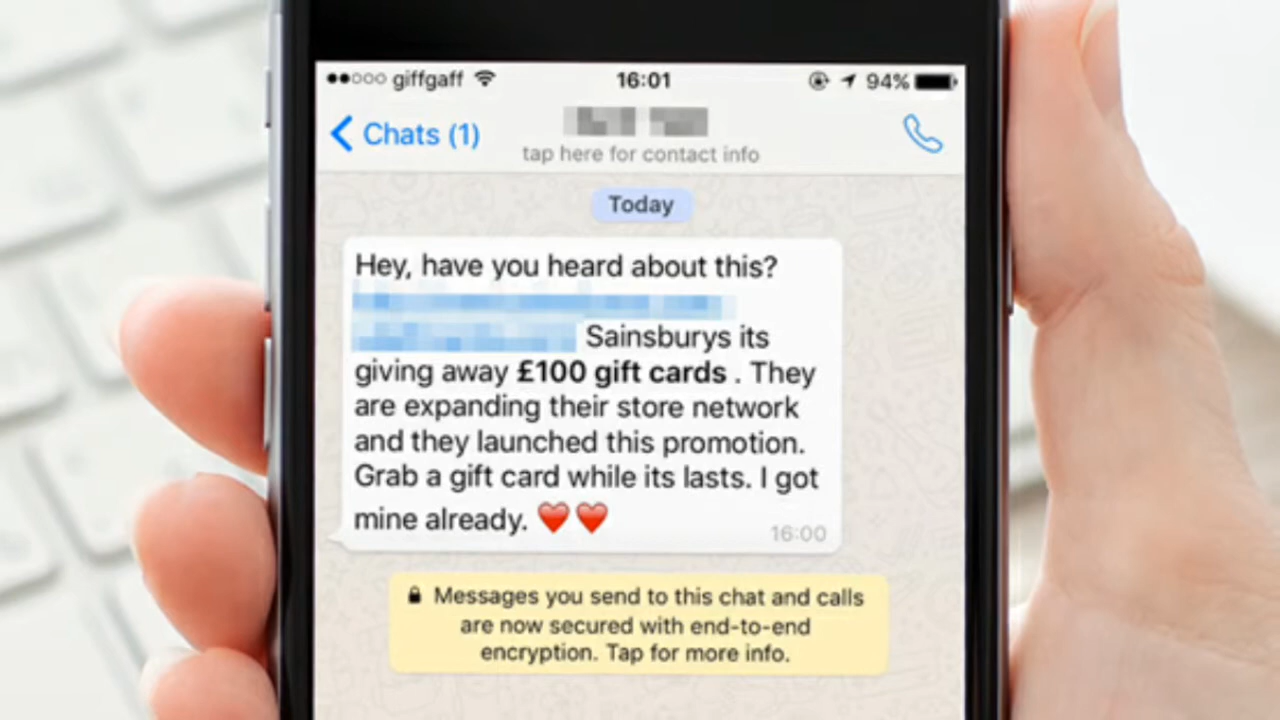 giffgaff 16:01 94%
Chats (1)
tap here for contact info
Today
Hey, have you heard about this?
Sainsburys its
giving away £100 gift cards . They
are expanding their store network
and they launched this promotion.
Grab a gift card while its lasts. I got
mine already. ❤️❤️
16:00
Messages you send to this chat and calls
are now secured with end-to-end
encryption. Tap for more info.